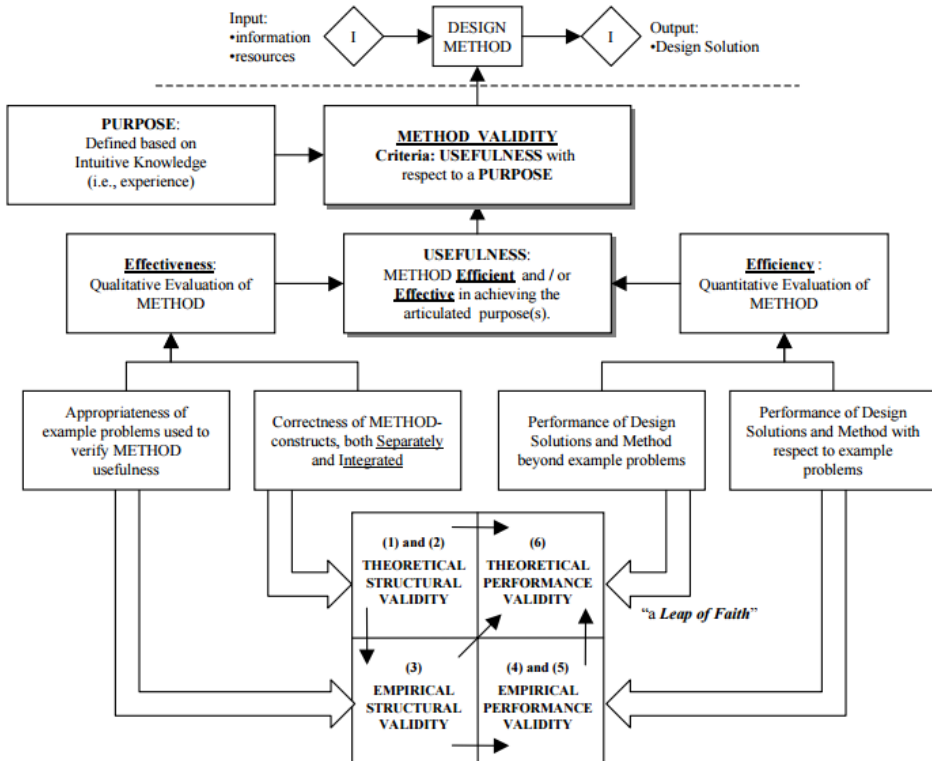 Input:
•information
•resources
I
DESIGN
METHOD
I
Output:
•Design Solution
PURPOSE:
Defined based on
Intuitive Knowledge
(i.e., experience)
METHOD VALIDITY
Criteria: USEFULNESS with
respect to a PURPOSE
Effectiveness:
Qualitative Evaluation of
METHOD
USEFULNESS:
METHOD Efficient and / or
Effective in achieving the
articulated purpose(s).
Efficiency :
Quantitative Evaluation of
METHOD
Appropriateness of
example problems used to
verify METHOD
usefulness
Correctness of METHOD-
constructs, both Separately
and Integrated
Performance of Design
Solutions and Method
beyond example problems
Performance of Design
Solutions and Method with
respect to example
problems
(1) and (2)
THEORETICAL
STRUCTURAL
VALIDITY
(6)
THEORETICAL
PERFORMANCE
VALIDITY
“a Leap of Faith”
(3)
EMPIRICAL
STRUCTURAL
VALIDITY
(4) and (5)
EMPIRICAL
PERFORMANCE
VALIDITY